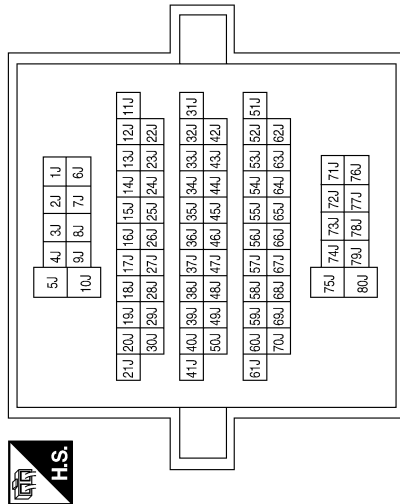 H.S.
5J 4J 3J 2J 1J
10J 9J 8J 7J 6J
21J 20J 19J 18J 17J 16J 15J 14J 13J 12J 11J
30J 29J 28J 27J 26J 25J 24J 23J 22J
41J 40J 39J 38J 37J 36J 35J 34J 33J 32J 31J
50J 49J 48J 47J 46J 45J 44J 43J 42J
61J 60J 59J 58J 57J 56J 55J 54J 53J 52J 51J
70J 69J 68J 67J 66J 65J 64J 63J 62J
75J 74J 73J 72J 71J
80J 79J 78J 77J 76J